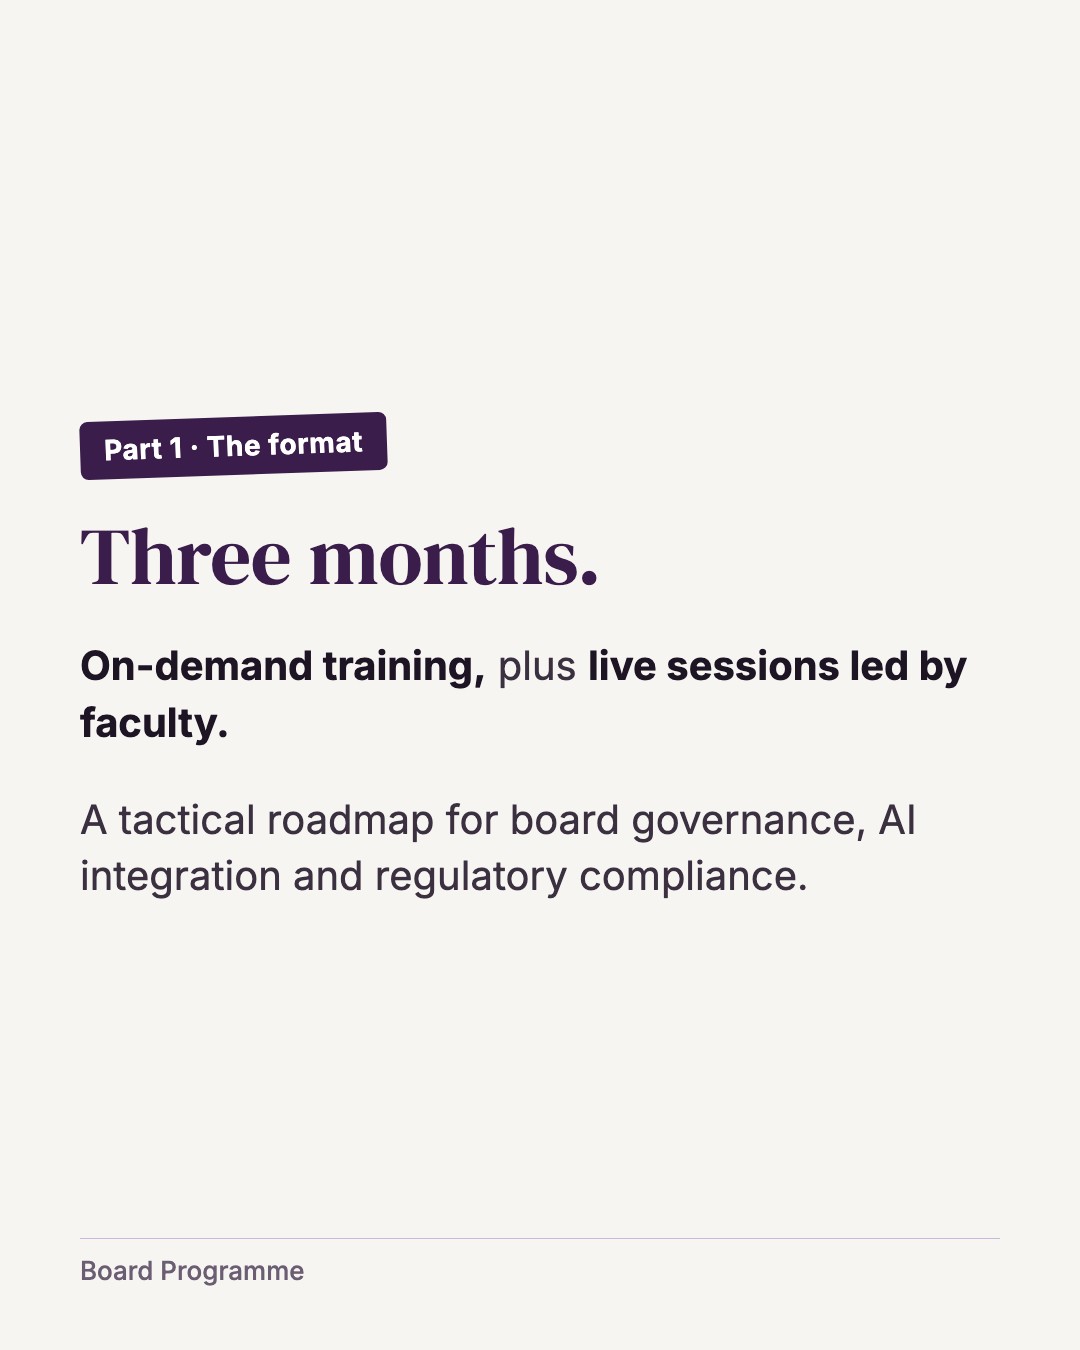 Part 1 · The format
Three months.
On-demand training, plus live sessions led by
faculty.
A tactical roadmap for board governance, AI
integration and regulatory compliance.
Board Programme